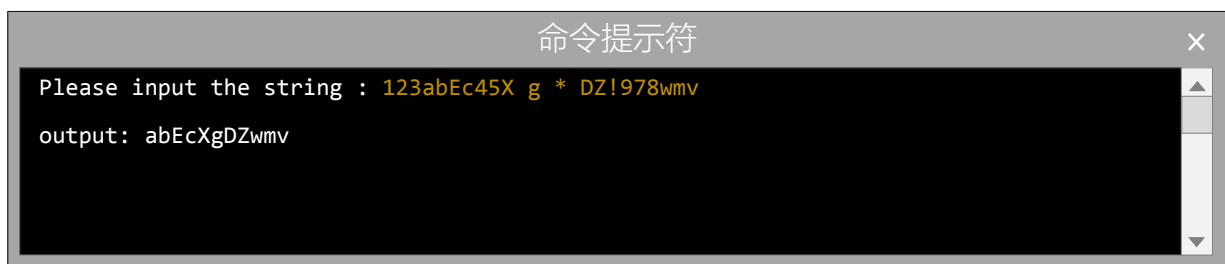 命令提示符
Please input the string : 123abEc45X g * DZ!978wmv
output: abEcXgDZwmv